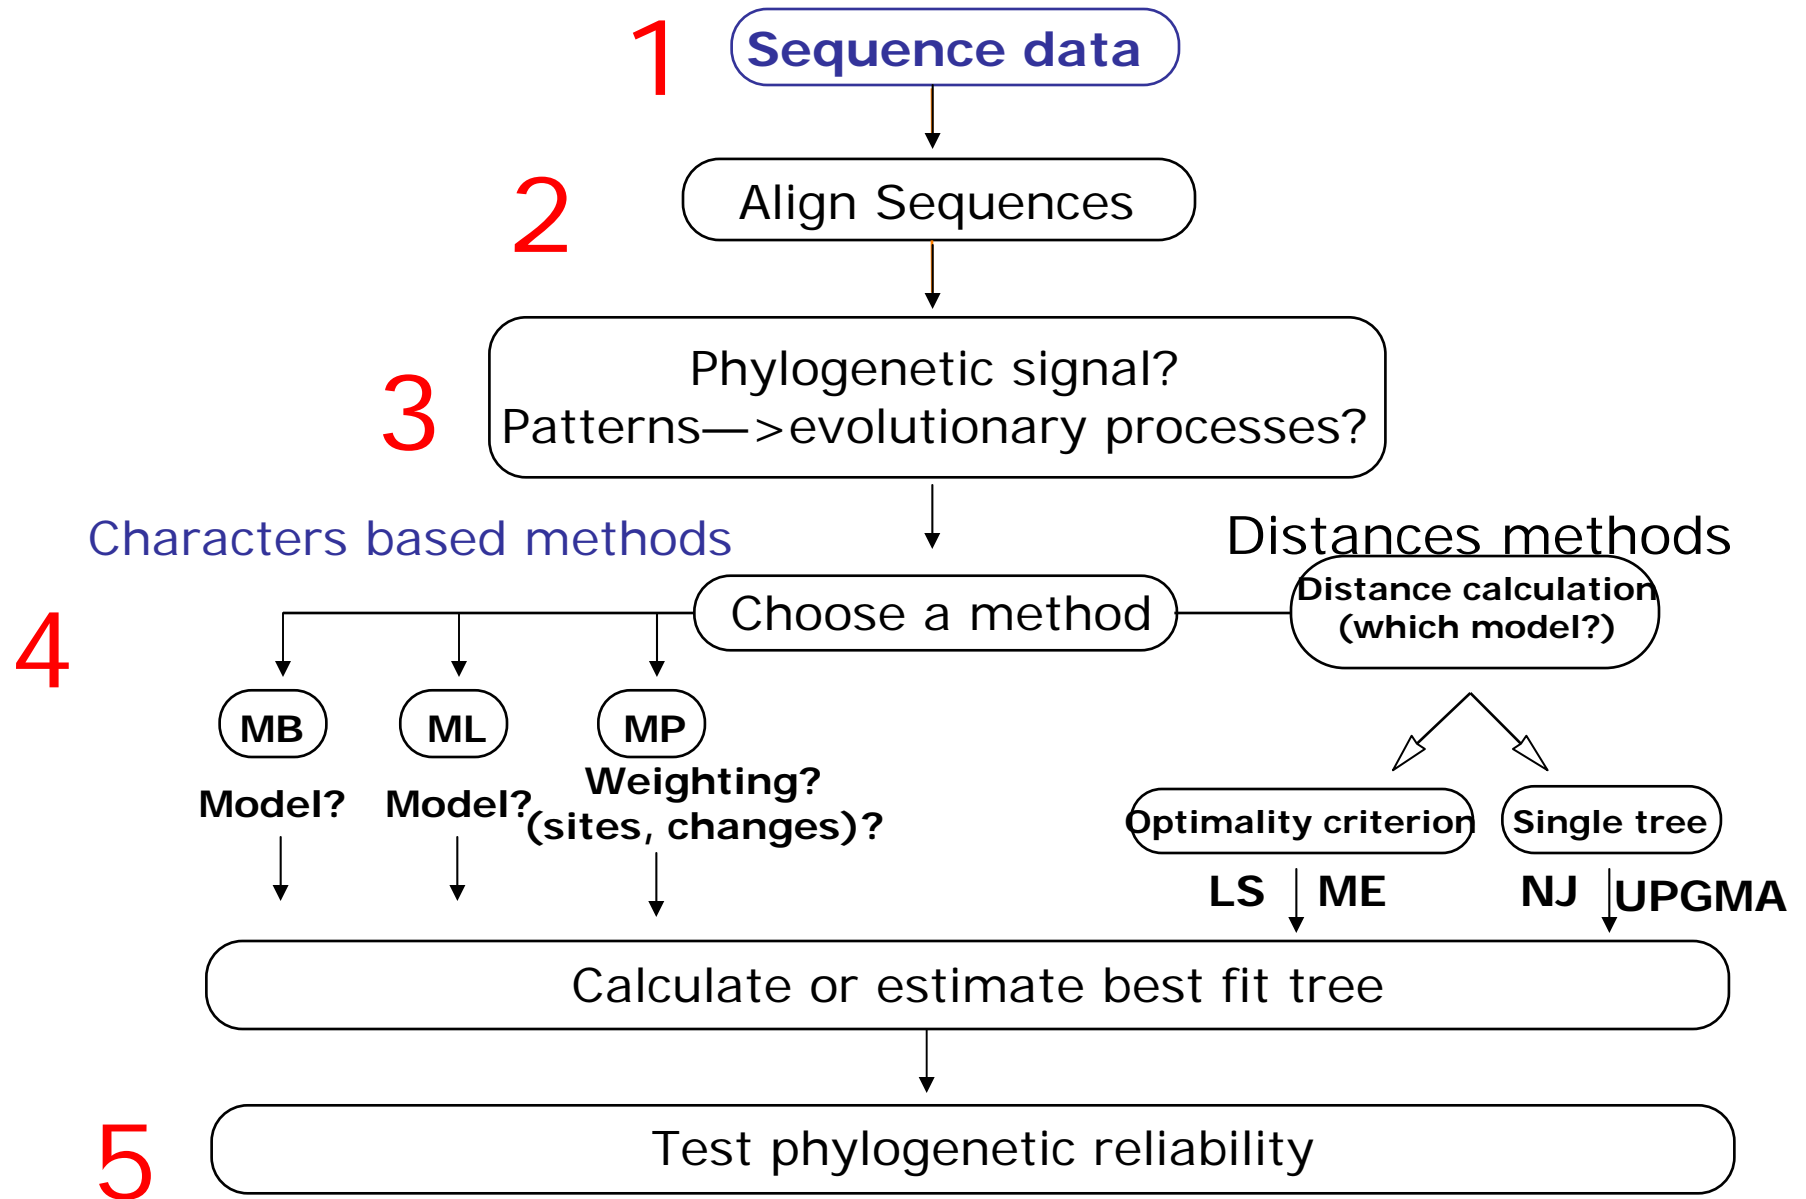 1
Sequence data
2
Align Sequences
3
Phylogenetic signal?
Patterns—>evolutionary processes?
Characters based methods
Distances methods
4
Choose a method
Distance calculation
(which model?)
MB
ML
MP
Model?
Model?
Weighting?
(sites, changes)?
Optimality criterion
Single tree
LS
ME
NJ
UPGMA
Calculate or estimate best fit tree
5
Test phylogenetic reliability